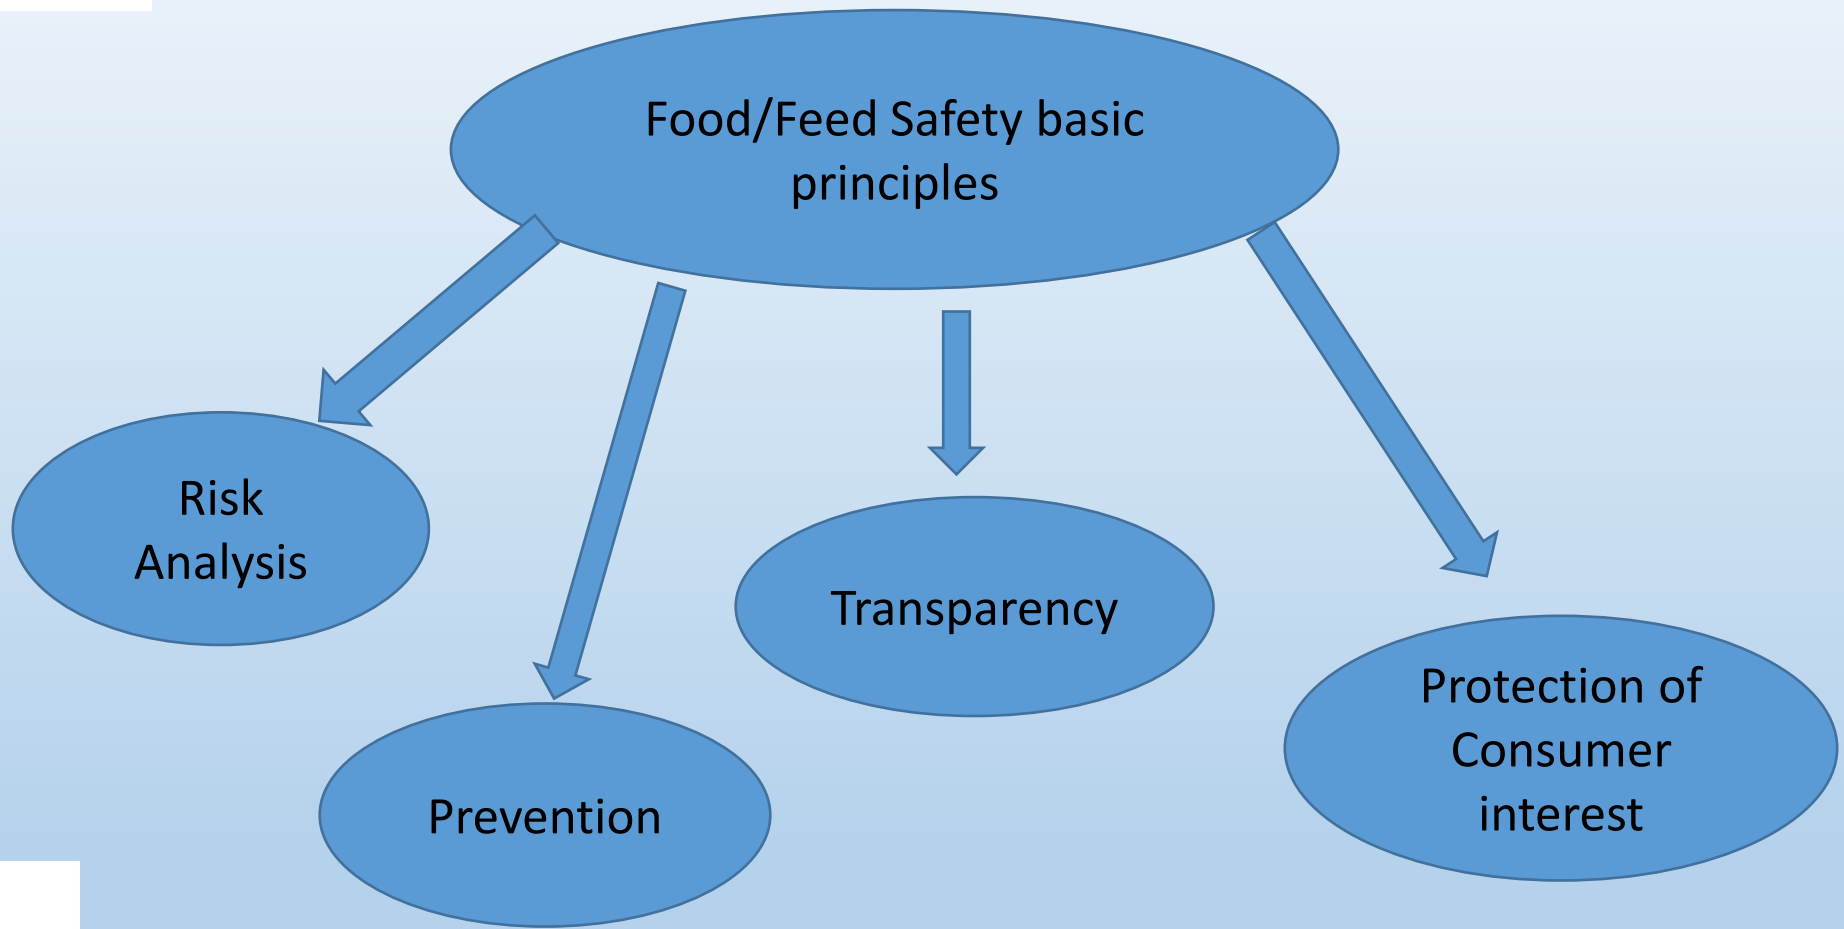 Food/Feed Safety basic
principles
Risk
Analysis
Prevention
Transparency
Protection of
Consumer
interest